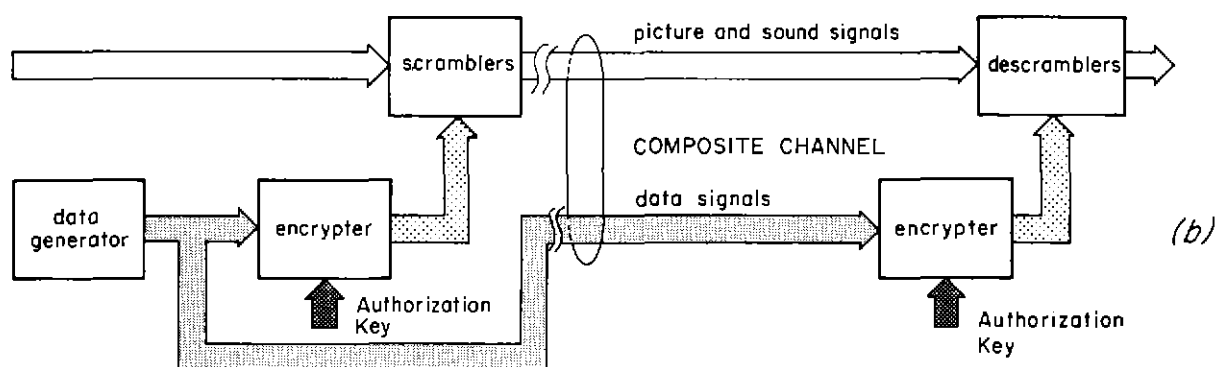 picture and sound signals
scramblers
descramblers
COMPOSITE CHANNEL
data signals
data
generator
encrypter
encrypter
(b)
Authorization
Key
Authorization
Key